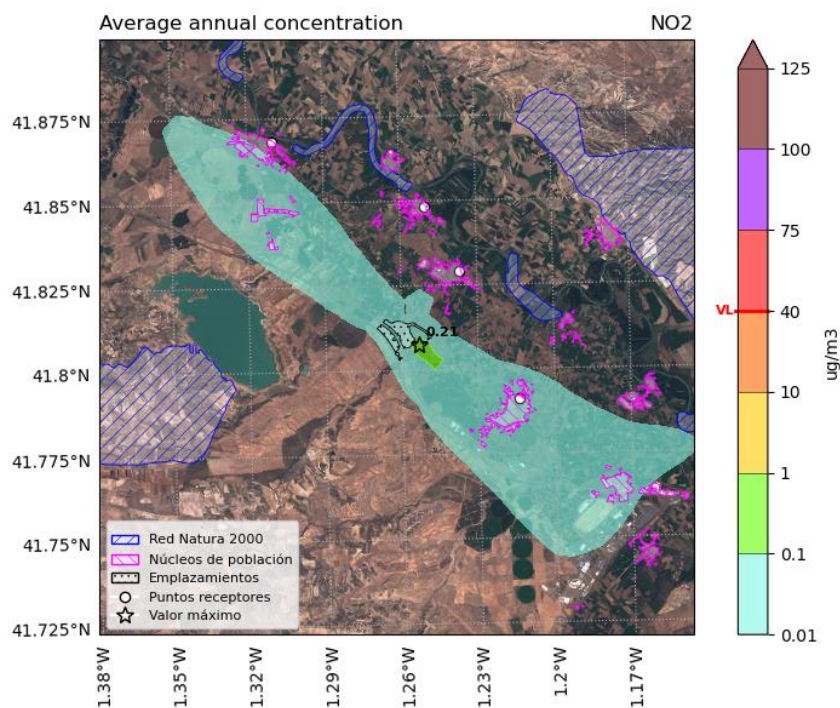 Average annual concentration NO2
125
100
75
VL 40
10
1
0.1
0.01
ug/m3
41.875°N
41.85°N
41.825°N
41.8°N
41.775°N
41.75°N
41.725°N
0.21
Red Natura 2000
Núcleos de población
Emplazamientos
Puntos receptores
Valor máximo
1.38°W
1.35°W
1.32°W
1.29°W
1.26°W
1.23°W
1.2°W
1.17°W